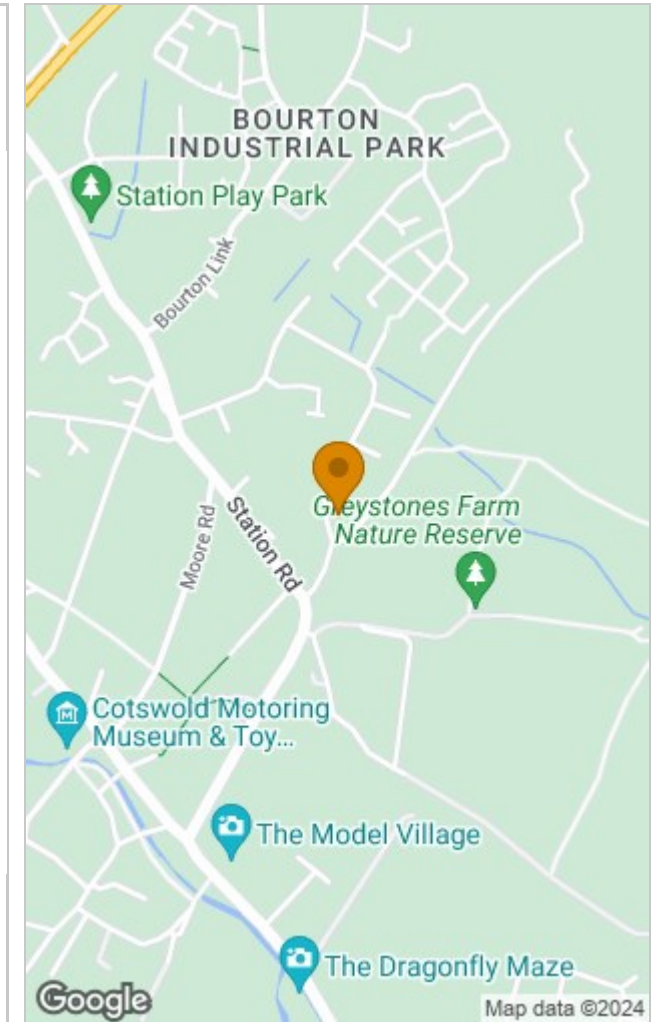 BOURTON
INDUSTRIAL PARK
Station Play Park
Bourton Link
Moore Rd
Station Rd
Greystones Farm
Nature Reserve
Cotswold Motoring
Museum & Toy...
M
The Model Village
The Dragonfly Maze
Google
Map data ©2024